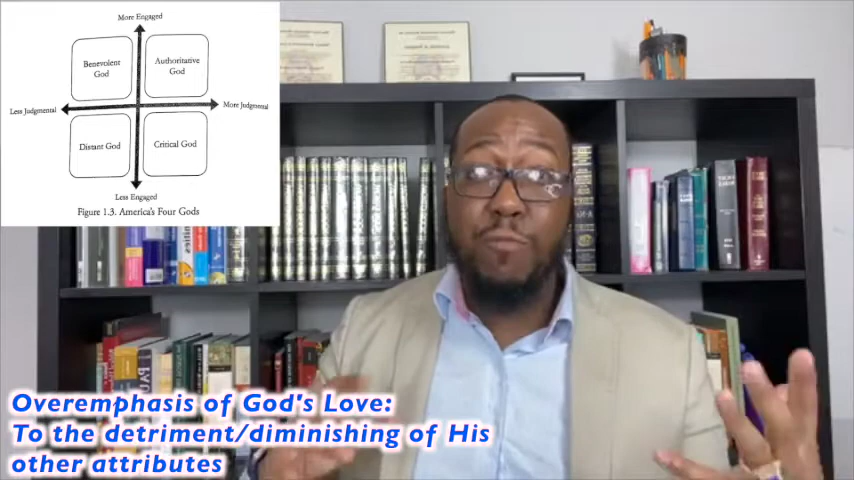 More Engaged
Benevolent
God
Authoritative
God
Less Judgmental
More Judgmental
Distant God
Critical God
Less Engaged
Figure 1.3. America's Four Gods
Overemphasis of God's Love:
To the detriment/diminishing of His
other attributes